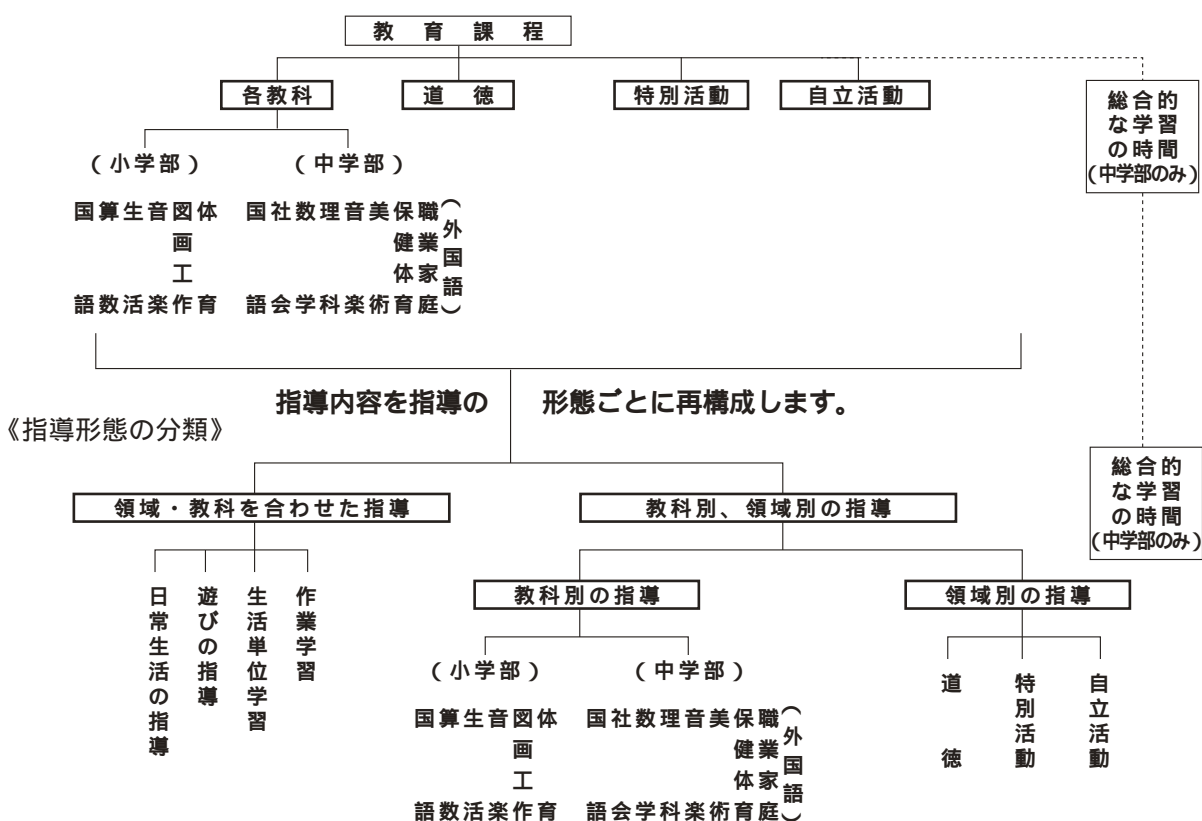 教育課程
各教科
道徳
特別活動
自立活動
総合的
な学習
の時間
(中学部のみ)
(小学部)
(中学部)
国語
算数
生活
音楽
図画工作
体育
国語
社会
数学
理科
音楽
美術
保健体育
職業家庭
(外国語)
指導内容を指導の 形態ごとに再構成します。
《指導形態の分類》
領域・教科を合わせた指導
日常生活の指導
遊びの指導
生活単位学習
作業学習
教科別、領域別の指導
教科別の指導
(小学部)
(中学部)
国語
算数
生活
音楽
図画工作
体育
国語
社会
数学
理科
音楽
美術
保健体育
職業家庭
(外国語)
領域別の指導
道徳
特別活動
自立活動
総合的
な学習
の時間
(中学部のみ)